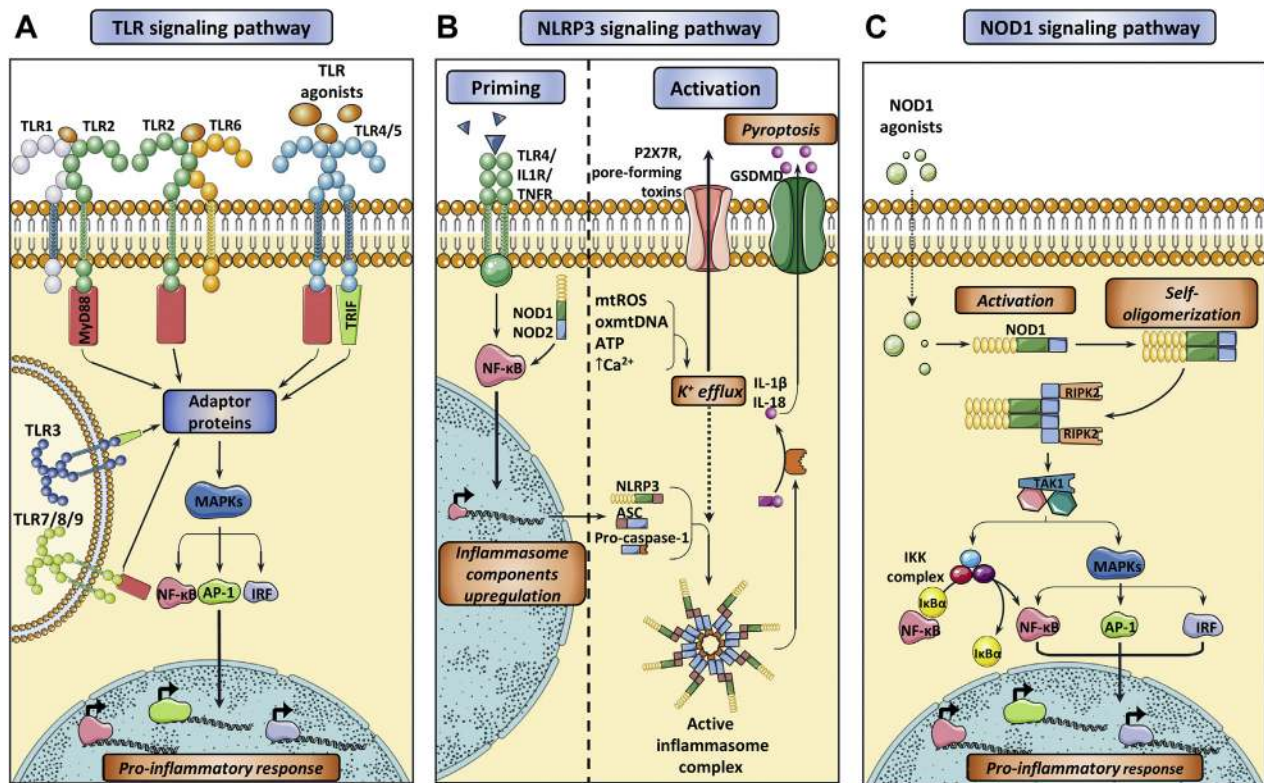 A
TLR signaling pathway
TLR
agonists
TLR1
TLR2
TLR2
TLR6
TLR4/5
MyD88
TRIF
Adaptor
proteins
TLR3
TLR7/8/9
MAPKs
NF-κB
AP-1
IRF
Pro-inflammatory response
B
NLRP3 signaling pathway
Priming
TLR4/
IL1R/
TNFR
NOD1
NOD2
NF-κB
Inflammasome
components
upregulation
Activation
Pyroptosis
P2X7R,
pore-forming
toxins
GSDMD
mtROS
oxmtDNA
ATP
↑Ca²⁺
K⁺ efflux
IL-1β
IL-18
NLRP3
ASC
Pro-caspase-1
Active
inflammasome
complex
C
NOD1 signaling pathway
NOD1
agonists
Activation
NOD1
Self-
oligomerization
RIPK2
RIPK2
TAK1
IKK
complex
MAPKs
IκBα
NF-κB
IκBα
NF-κB
AP-1
IRF
Pro-inflammatory response